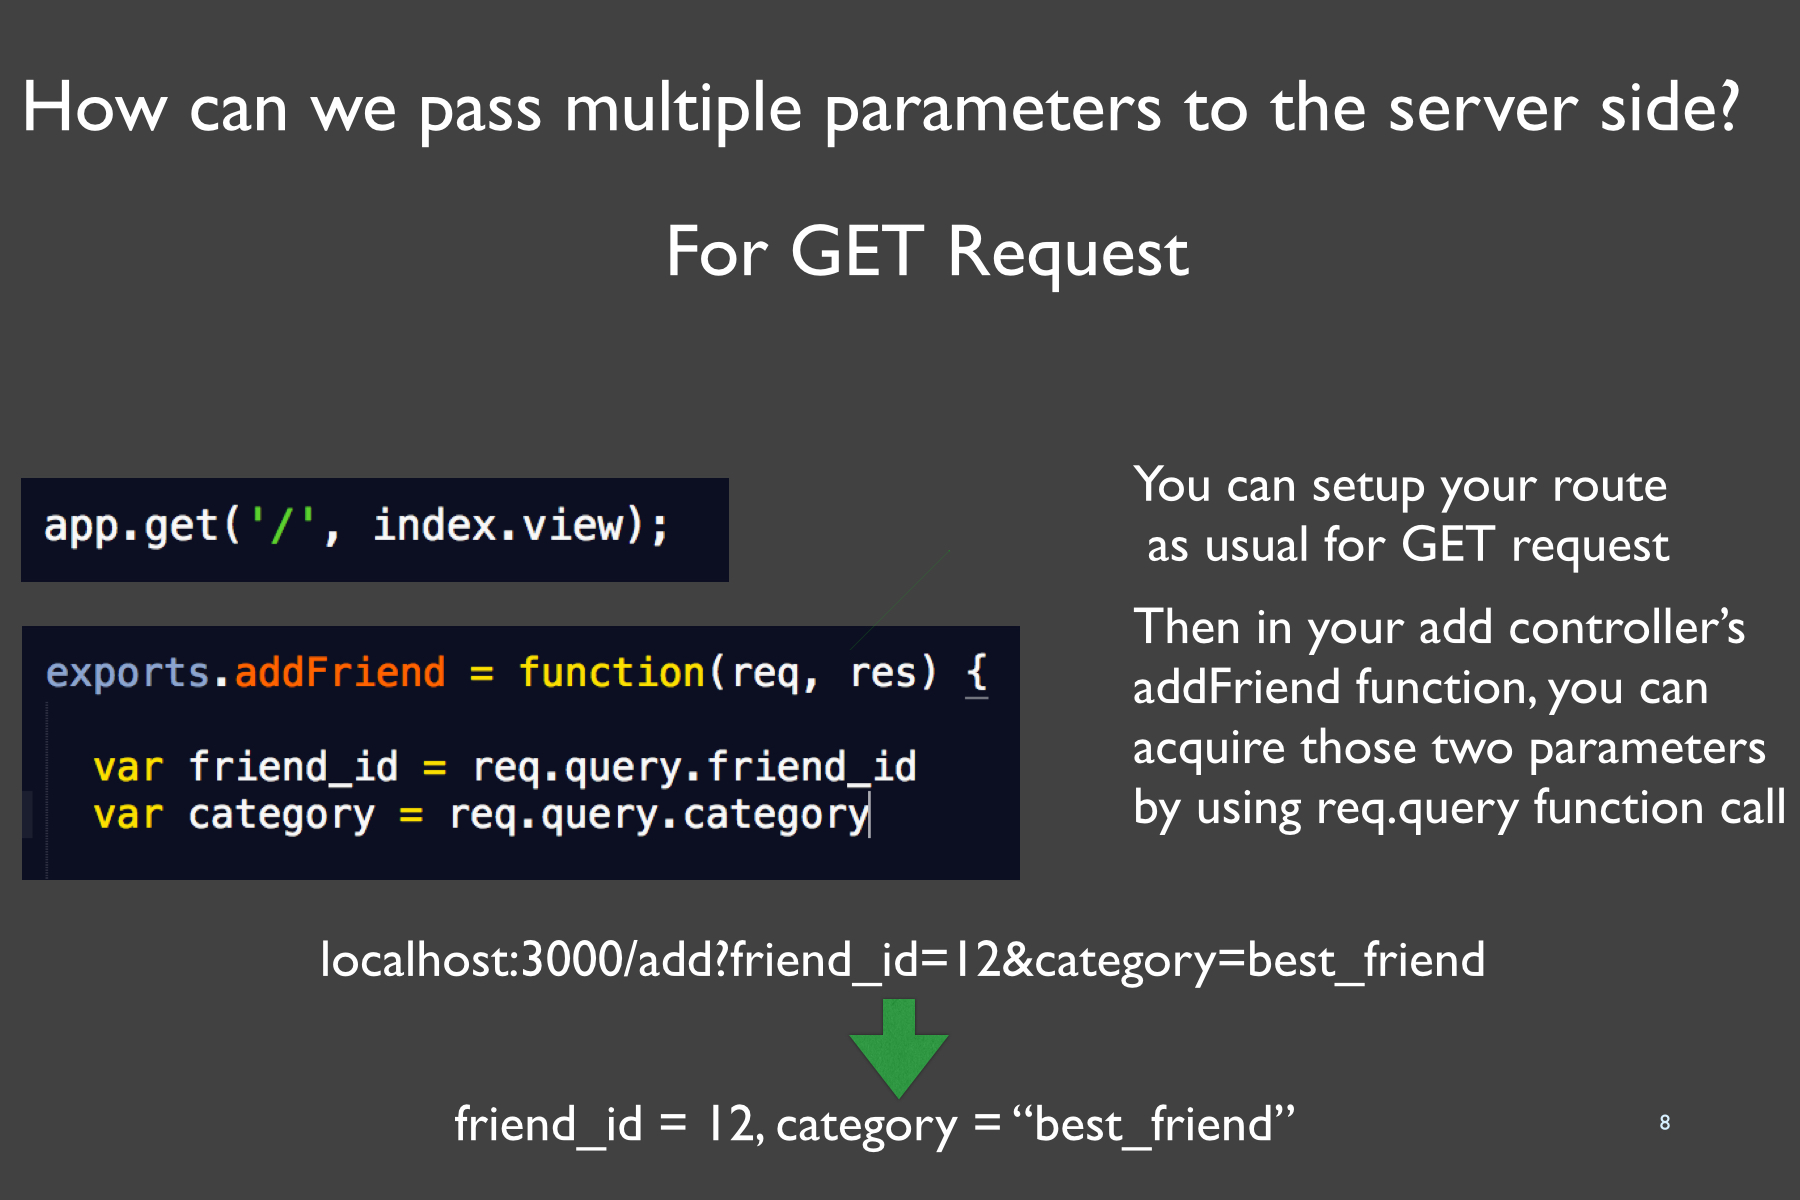 How can we pass multiple parameters to the server side?
For GET Request
app.get('/', index.view);
You can setup your route
as usual for GET request
exports.addFriend = function(req, res) {
var friend_id = req.query.friend_id
var category = req.query.category
Then in your add controller’s
addFriend function, you can
acquire those two parameters
by using req.query function call
localhost:3000/add?friend_id=12&category=best_friend
friend_id = 12, category = “best_friend”
8